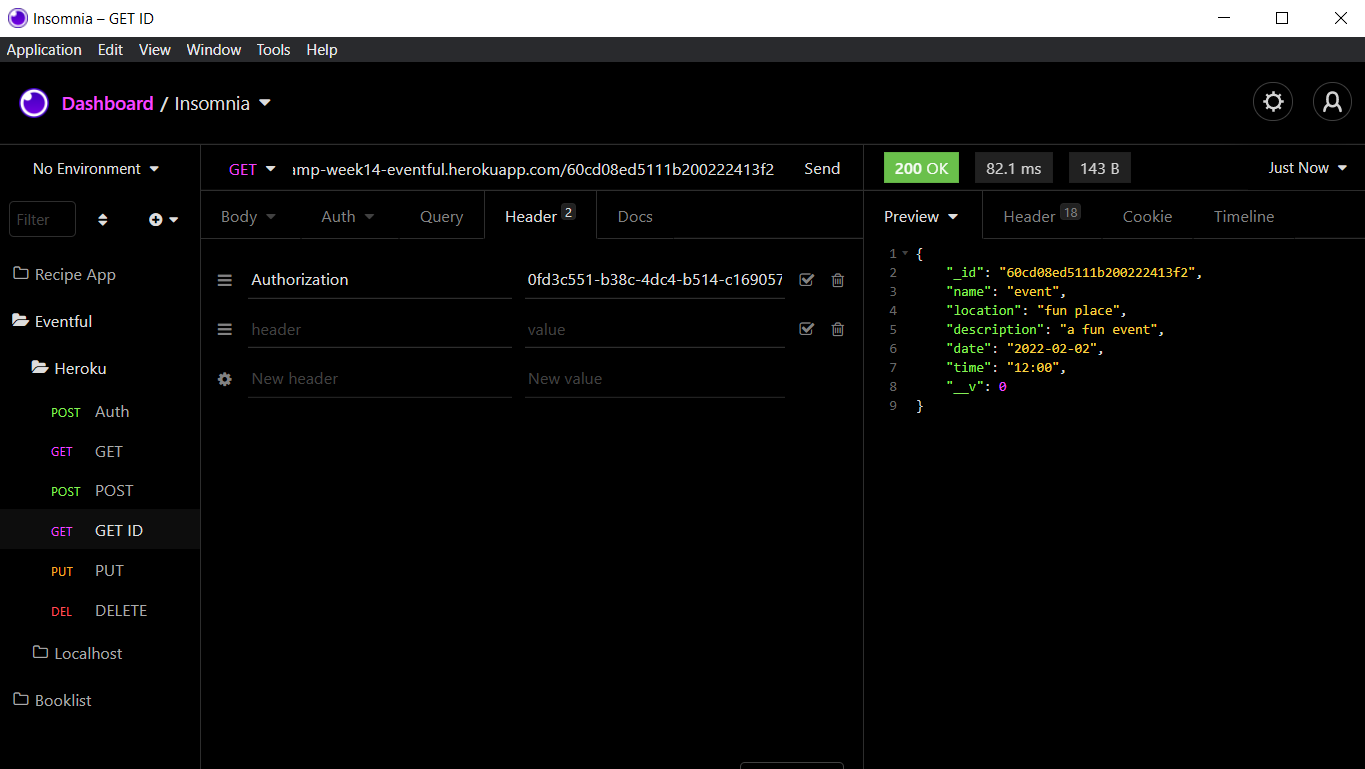 Insomnia – GET ID
Application Edit View Window Tools Help
Dashboard / Insomnia
No Environment
GET amp-week14-eventful.herokuapp.com/60cd08ed5111b200222413f2 Send
200 OK 82.1 ms 143 B Just Now
Filter
Body Auth Query Header 2 Docs
Preview Header 18 Cookie Timeline
Recipe App
Eventful
Heroku
POST Auth
GET GET
POST POST
GET GET ID
PUT PUT
DEL DELETE
Localhost
Booklist
Authorization 0fd3c551-b38c-4dc4-b514-c169057
header value
New header New value
1 {
2 "_id": "60cd08ed5111b200222413f2",
3 "name": "event",
4 "location": "fun place",
5 "description": "a fun event",
6 "date": "2022-02-02",
7 "time": "12:00",
8 "__v": 0
9 }